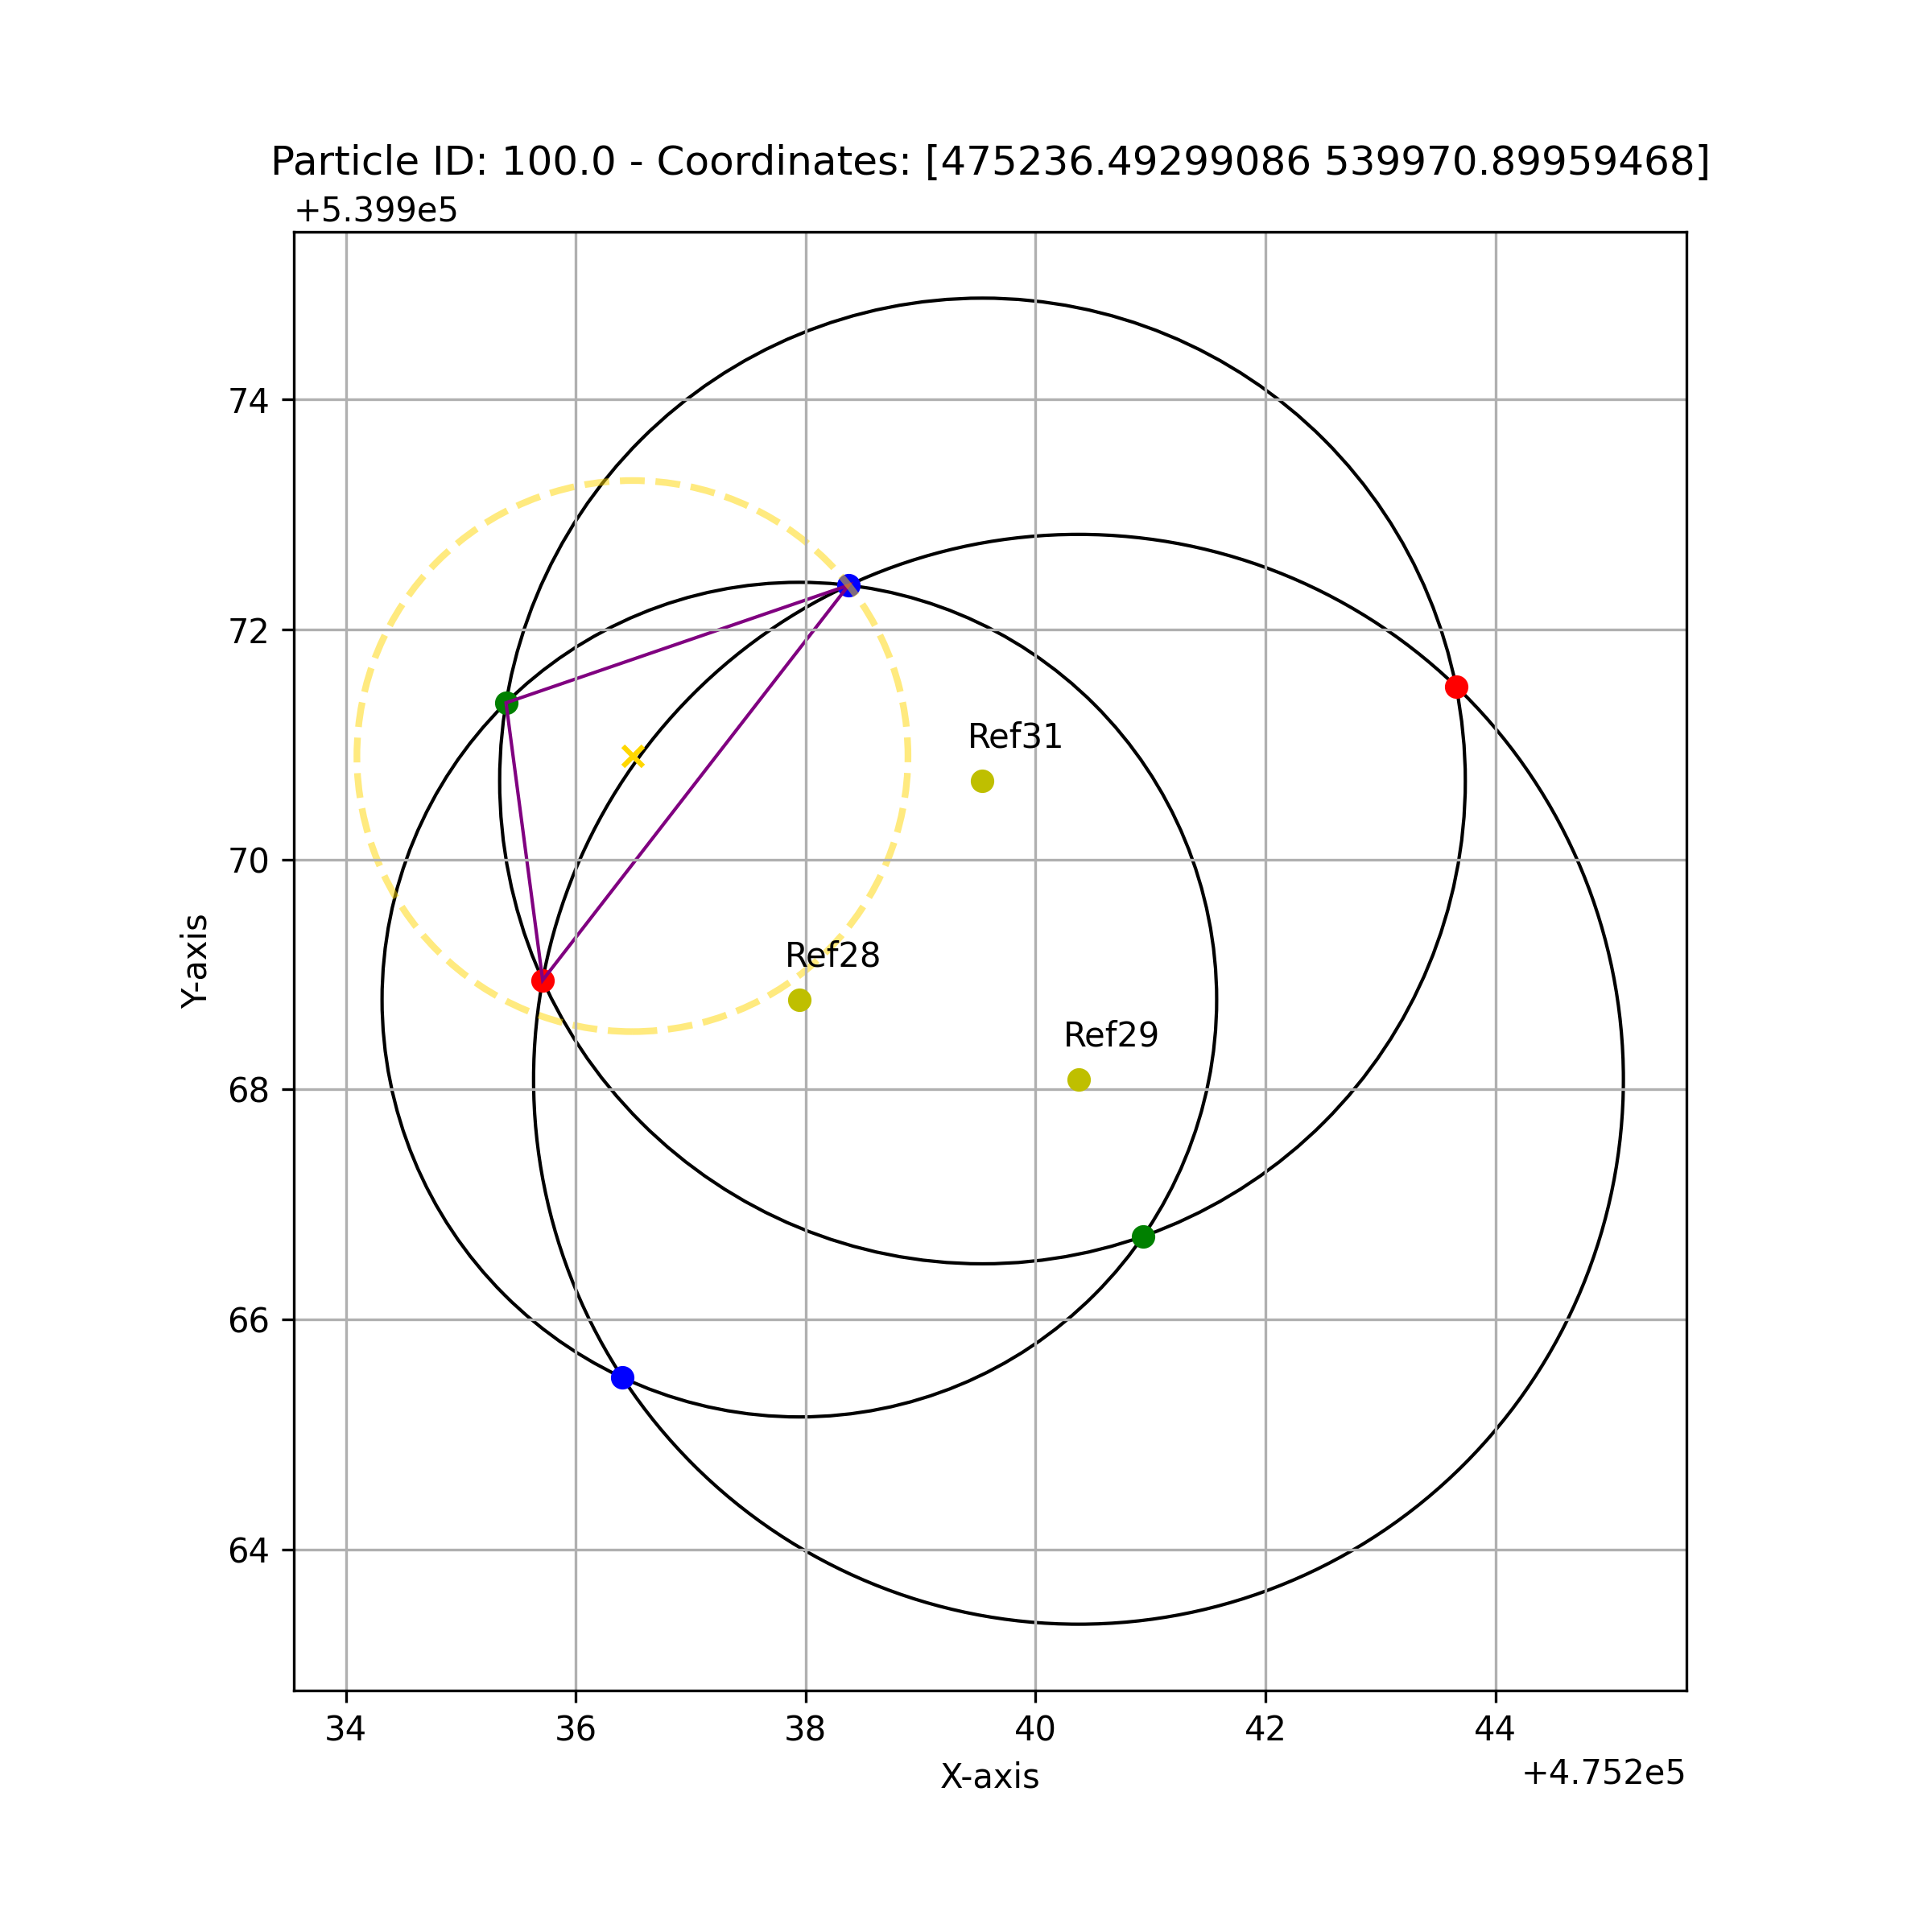 Particle ID: 100.0 - Coordinates: [475236.49299086 539970.89959468]
+5.399e5
74
72
70
68
66
64
Y-axis
Ref31
Ref28
Ref29
34 36 38 40 42 44
X-axis
+4.752e5